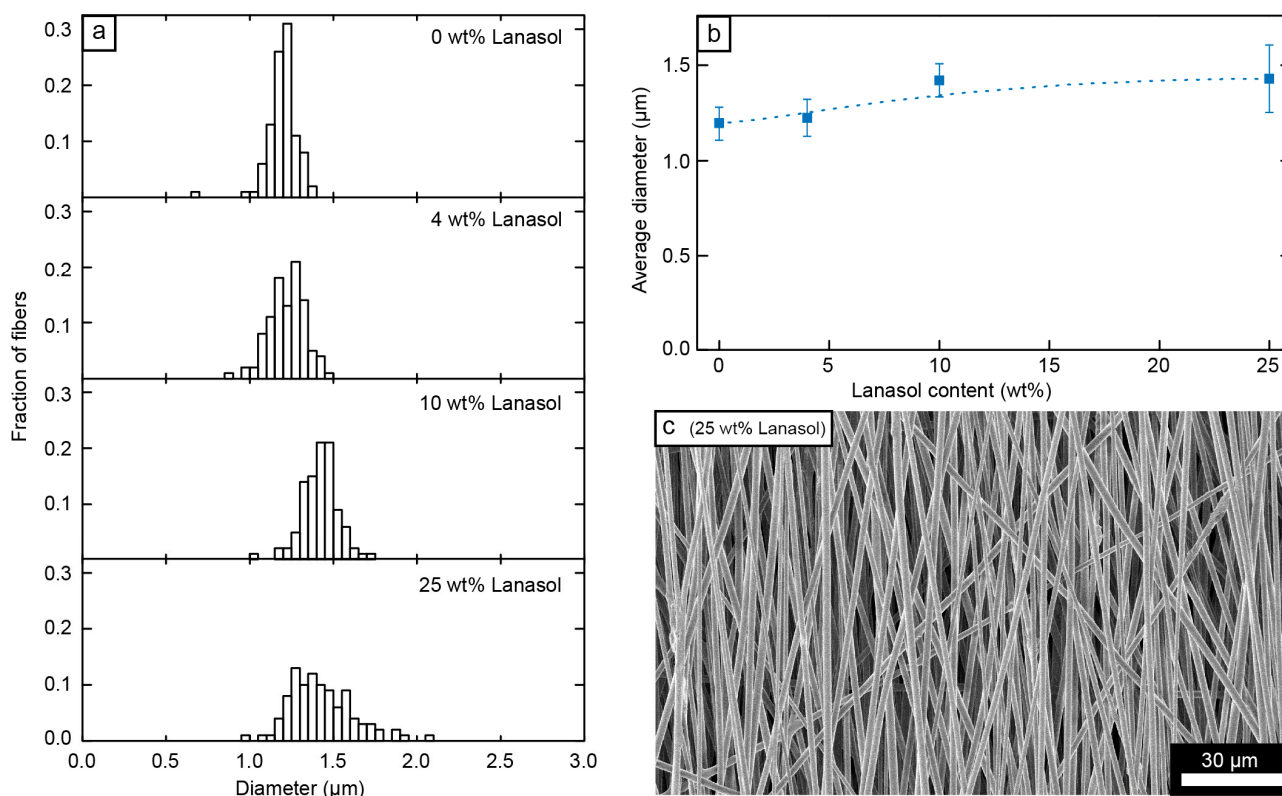 a
0 wt% Lanasol
0.3
0.2
0.1
4 wt% Lanasol
0.3
0.2
0.1
10 wt% Lanasol
0.3
0.2
0.1
25 wt% Lanasol
0.3
0.2
0.1
0.0
Fraction of fibers
0.0 0.5 1.0 1.5 2.0 2.5 3.0
Diameter (µm)
b
1.5
1.0
0.5
0.0
Average diameter (µm)
0 5 10 15 20 25
Lanasol content (wt%)
c (25 wt% Lanasol)
30 µm